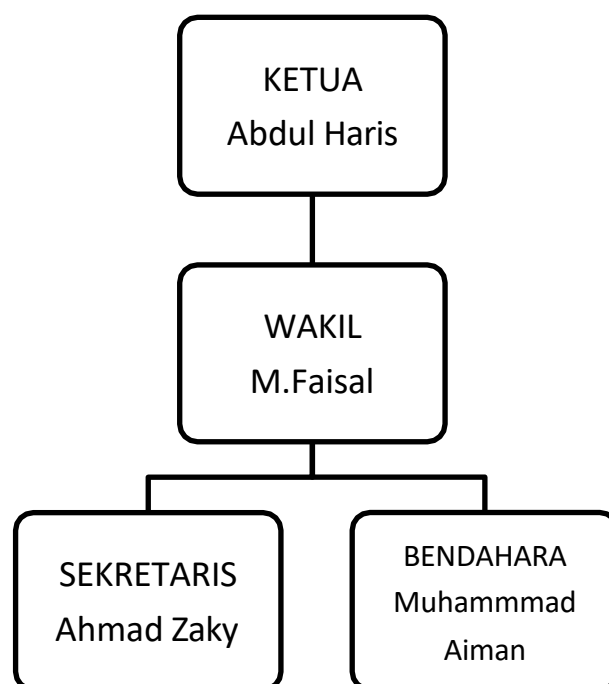 KETUA
Abdul Haris
WAKIL
M.Faisal
SEKRETARIS
Ahmad Zaky
BENDAHARA
Muhammmad
Aiman